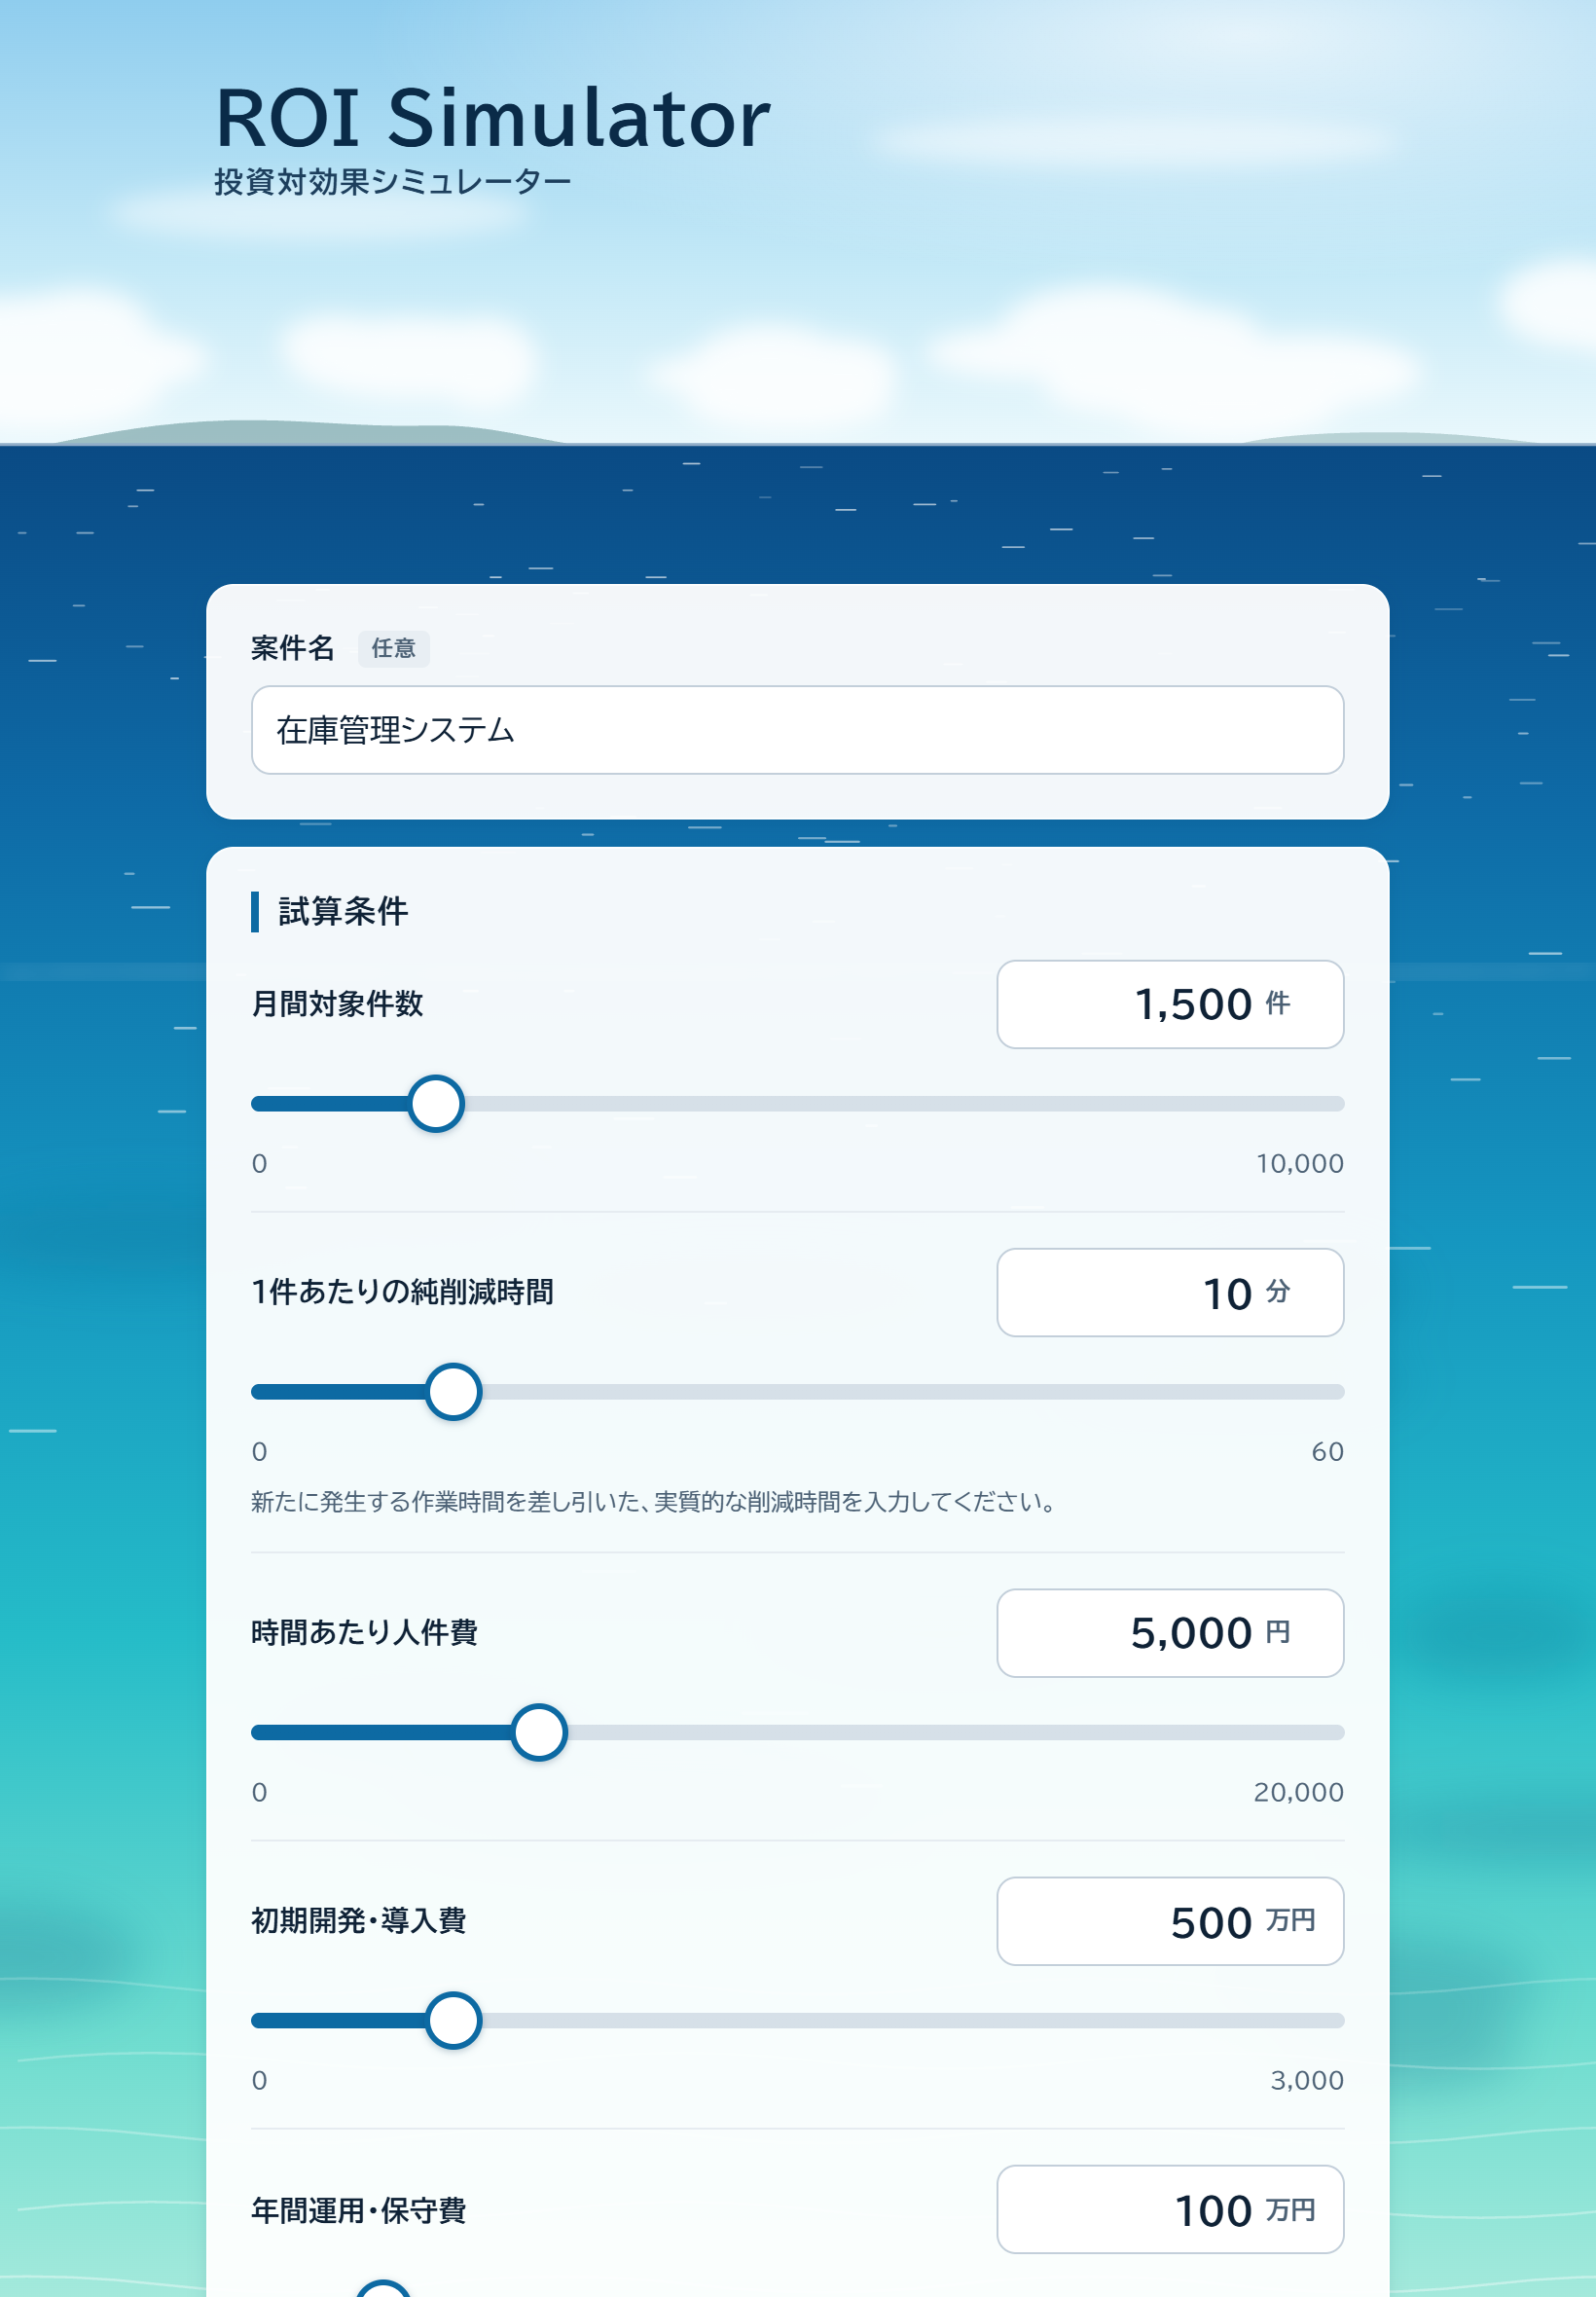 ROI Simulator
投資対効果シミュレーター
案件名 任意
在庫管理システム
試算条件
月間対象件数 1,500 件
0 10,000
1件あたりの純削減時間 10 分
0 60
新たに発生する作業時間を差し引いた、実質的な削減時間を入力してください。
時間あたり人件費 5,000 円
0 20,000
初期開発・導入費 500 万円
0 3,000
年間運用・保守費 100 万円